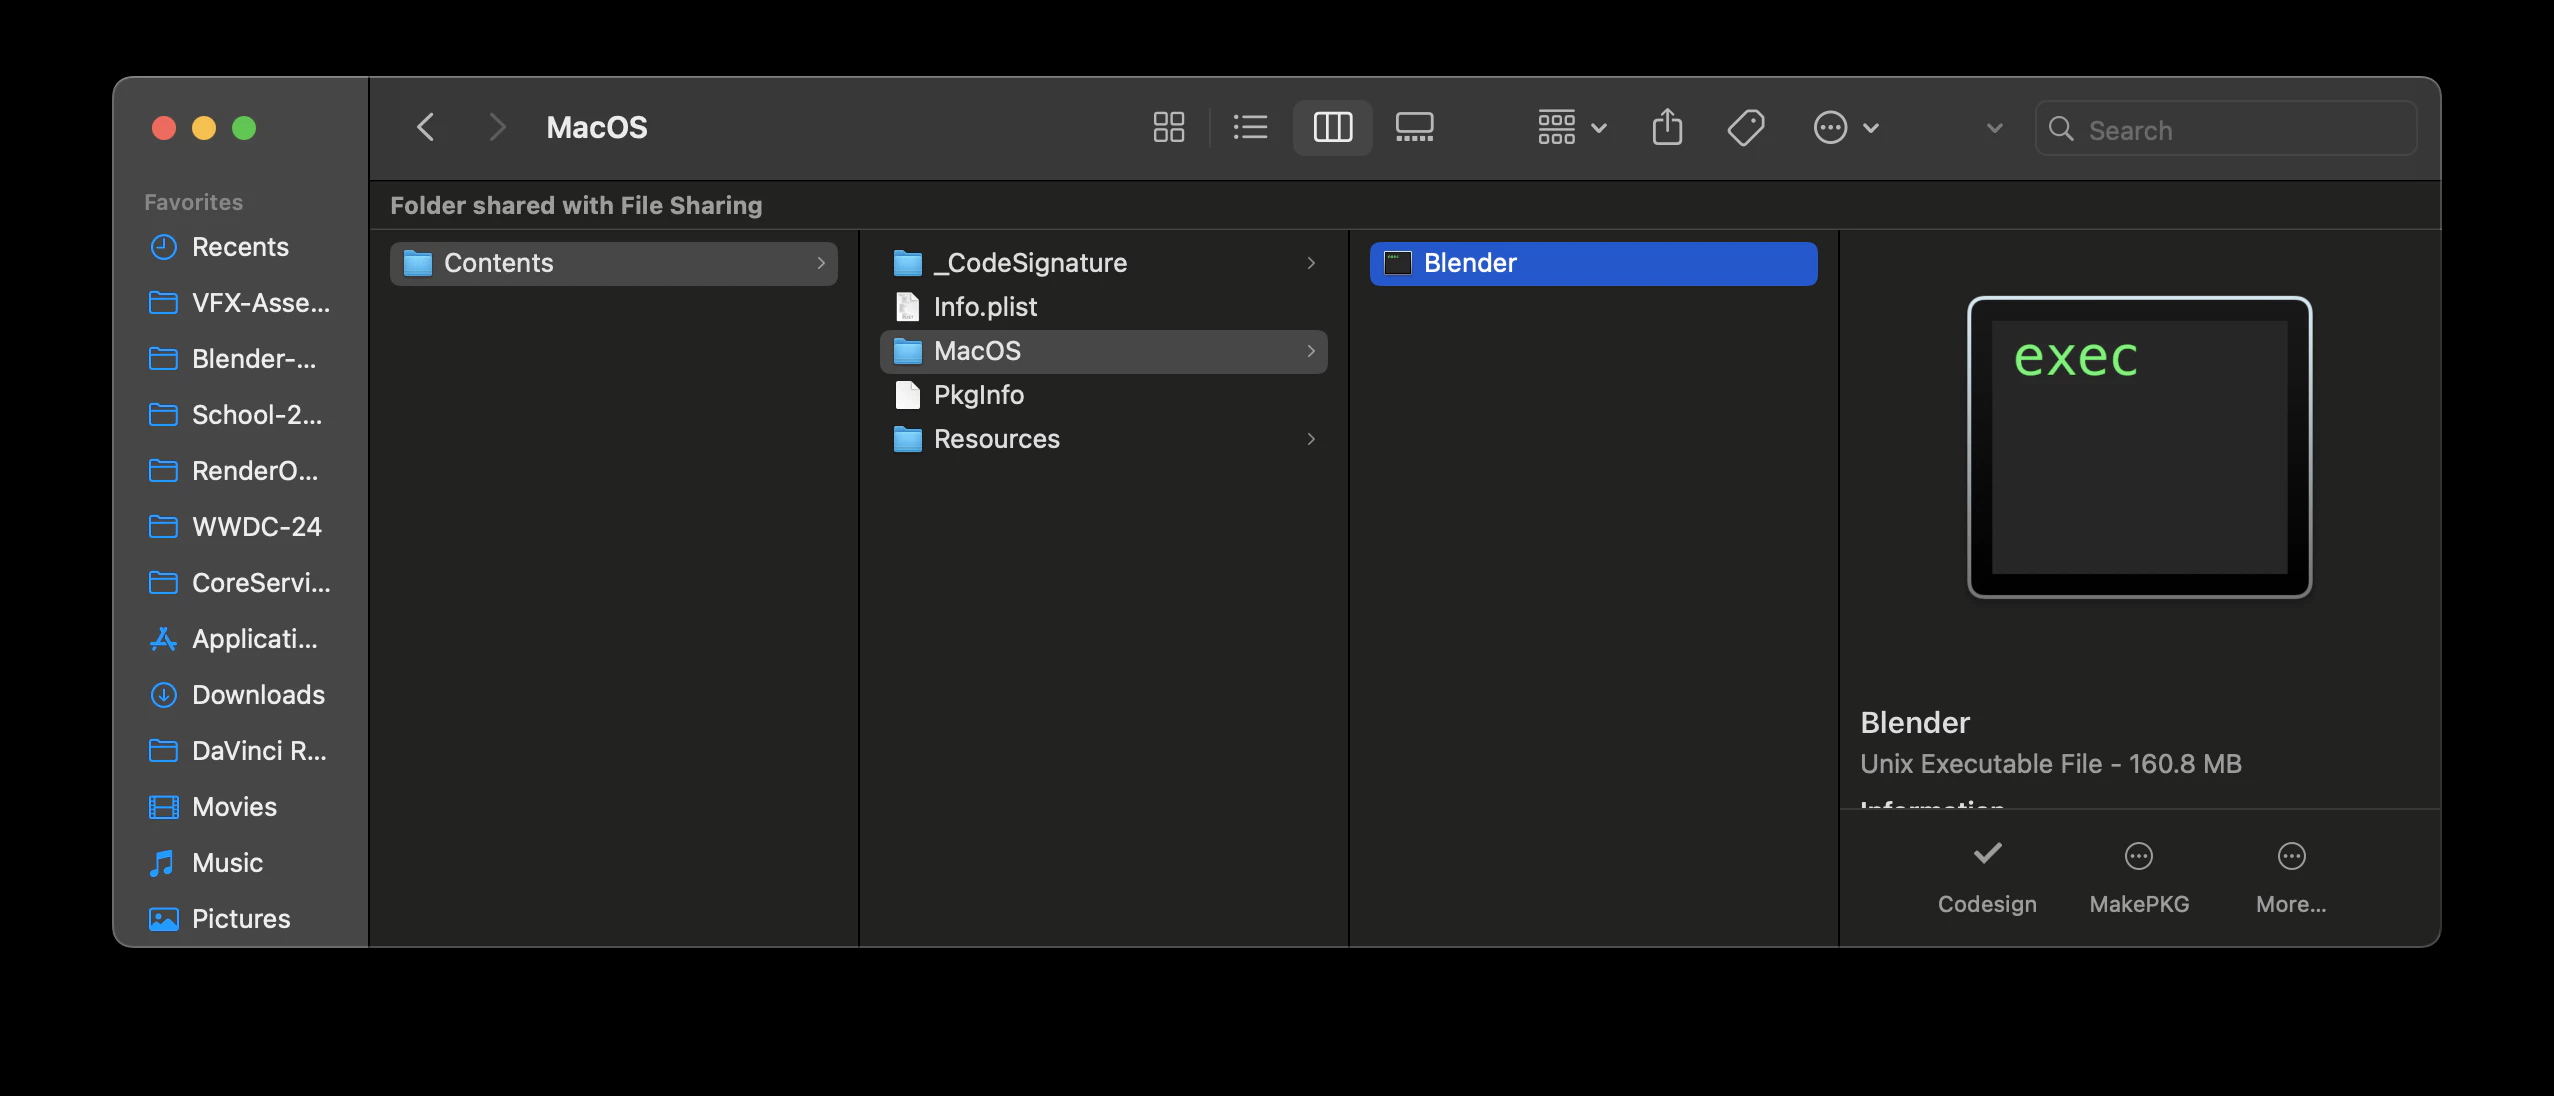 MacOS
Search
Favorites
Recents
VFX-Asse...
Blender-...
School-2...
RenderO...
WWDC-24
CoreServi...
Applicati...
Downloads
DaVinci R...
Movies
Music
Pictures
Folder shared with File Sharing
Contents
_CodeSignature
Info.plist
MacOS
PkgInfo
Resources
Blender
exec
Blender
Unix Executable File - 160.8 MB
Information
Codesign
MakePKG
More...